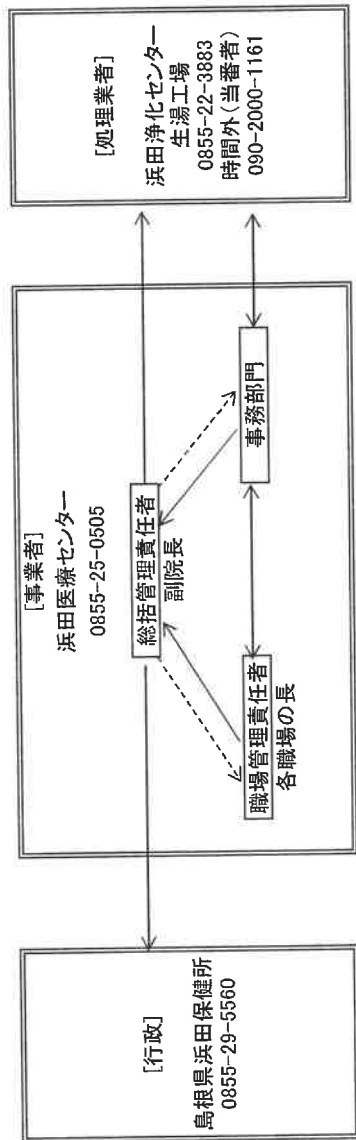 [行政]
島根県浜田保健所
0855-29-5560
[事業者]
浜田医療センター
0855-25-0505
総括管理責任者
副院長
職場管理責任者
各職場の長
事務部門
[処理業者]
浜田浄化センター
生湯工場
0855-22-3883
時間外(当番者)
090-2000-1161